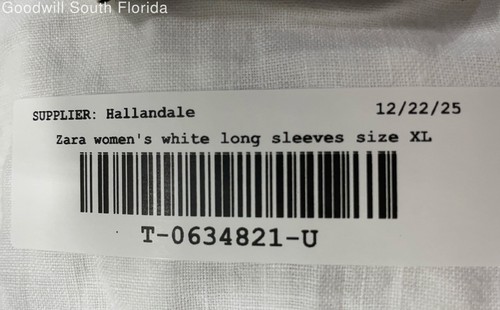 Goodwill South Florida
SUPPLIER: Hallandale 12/22/25
Zara women's white long sleeves size XL
T-0634821-U